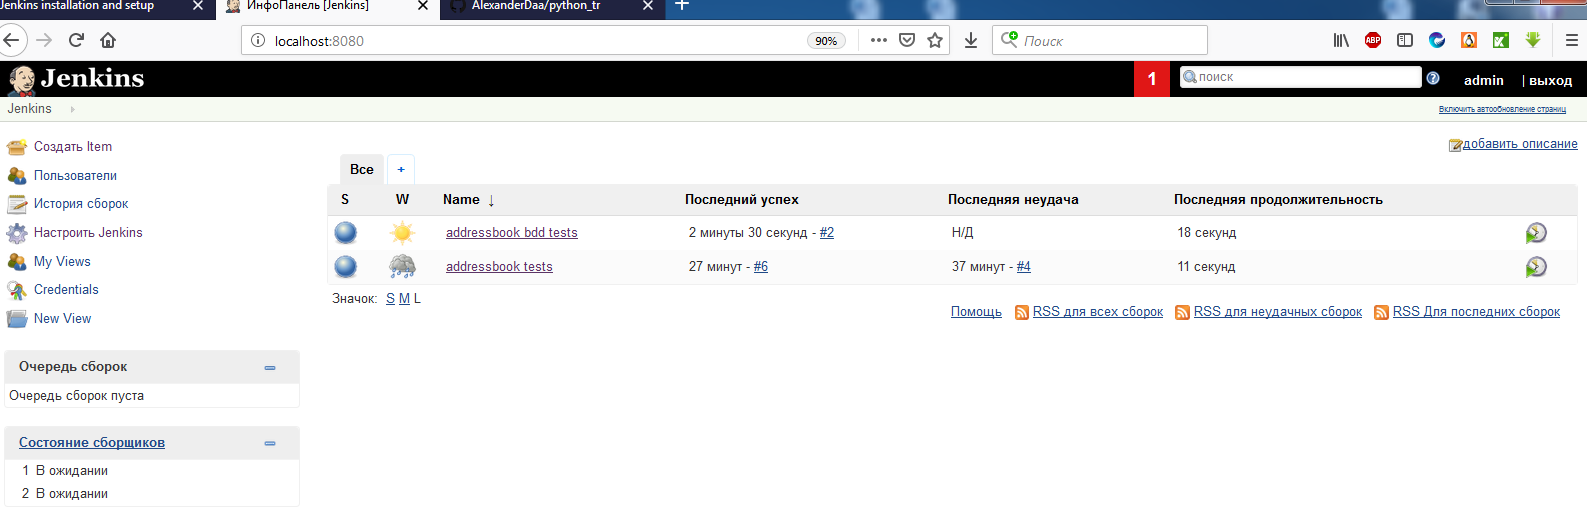 Jenkins installation and setup
ИнфоПанель [Jenkins]
AlexanderDaa/python_tr
localhost:8080
90%
Поиск
ABP
Jenkins
1
поиск
admin
| выход
Jenkins
Включить автообновление страниц
Создать Item
Пользователи
История сборок
Настроить Jenkins
My Views
Credentials
New View
Очередь сборок
Очередь сборок пуста
Состояние сборщиков
1 В ожидании
2 В ожидании
добавить описание
Все +
S W Name ↓ Последний успех Последняя неудача Последняя продолжительность
addressbook bdd tests 2 минуты 30 секунд - #2 Н/Д 18 секунд
addressbook tests 27 минут - #6 37 минут - #4 11 секунд
Значок: S M L
Помощь RSS для всех сборок RSS для неудачных сборок RSS Для последних сборок